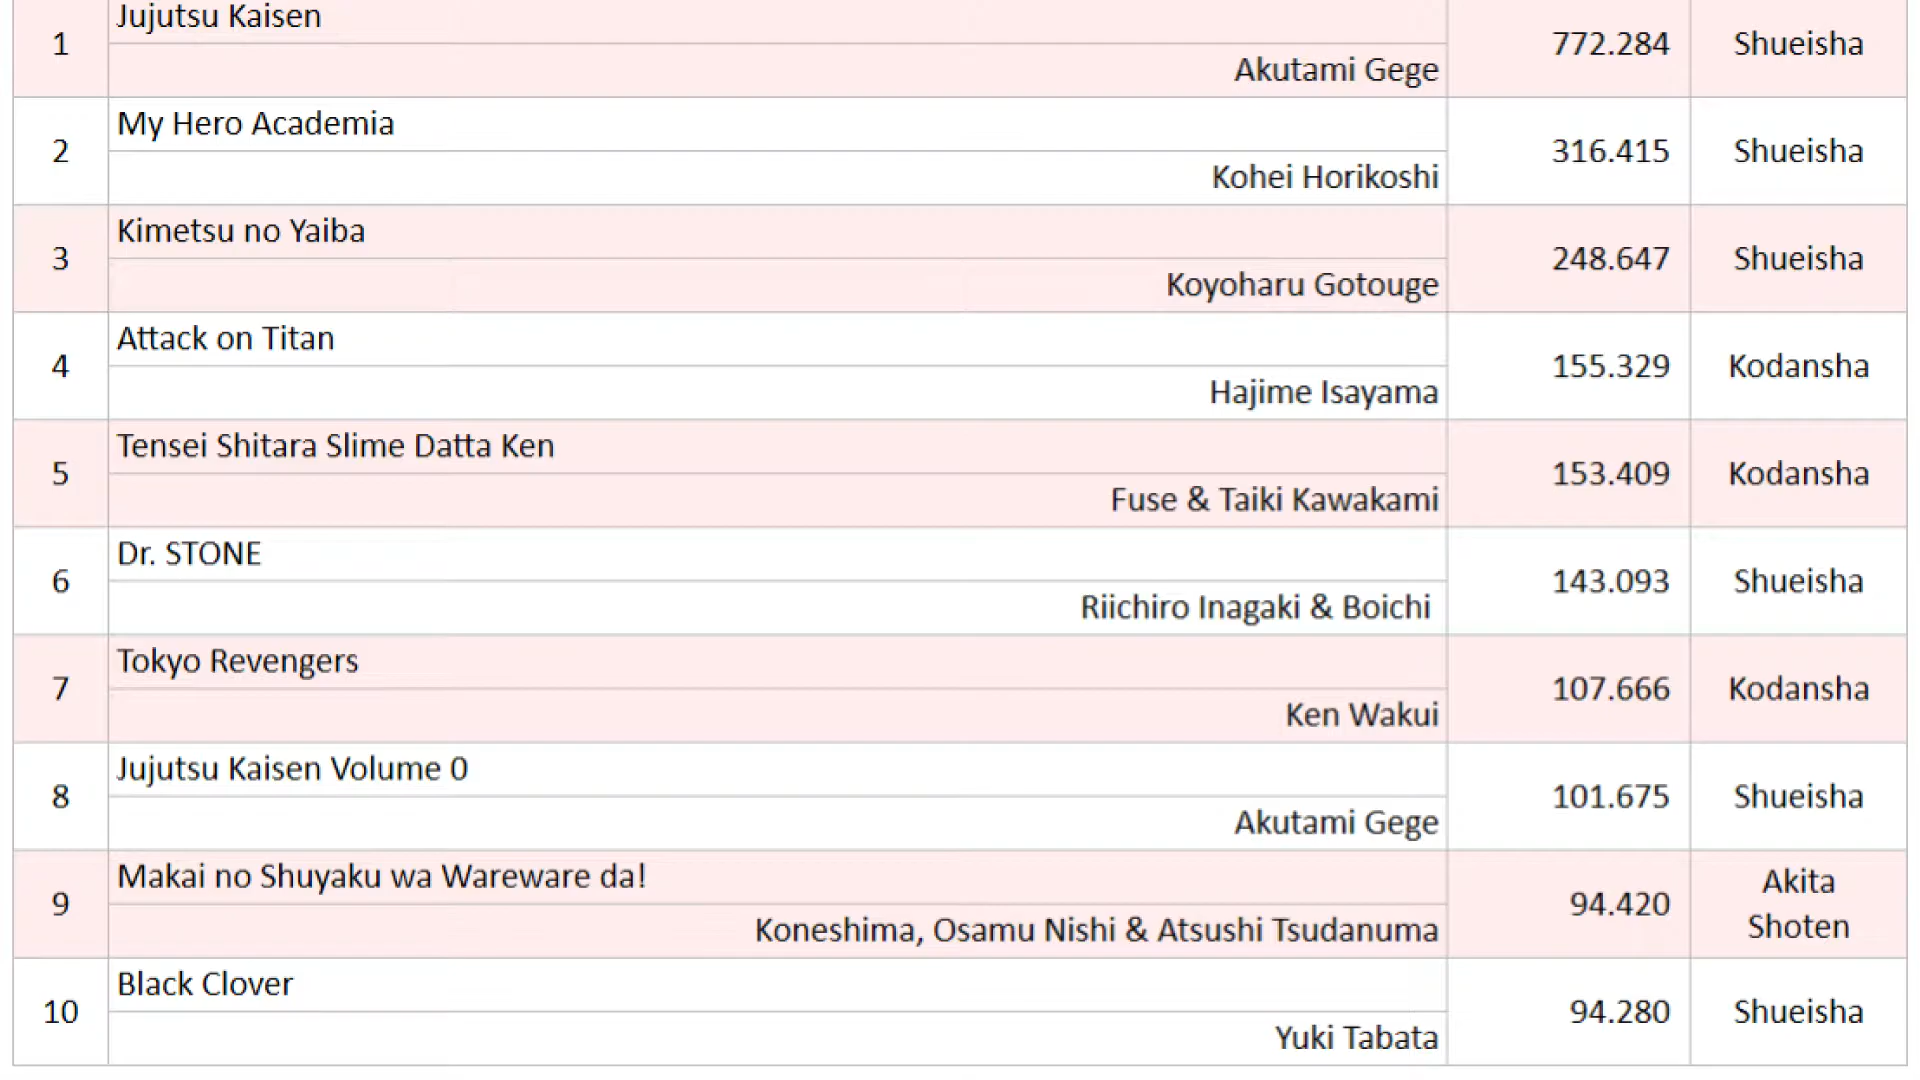 1
Jujutsu Kaisen
Akutami Gege
772.284
Shueisha
2
My Hero Academia
Kohei Horikoshi
316.415
Shueisha
3
Kimetsu no Yaiba
Koyoharu Gotouge
248.647
Shueisha
4
Attack on Titan
Hajime Isayama
155.329
Kodansha
5
Tensei Shitara Slime Datta Ken
Fuse & Taiki Kawakami
153.409
Kodansha
6
Dr. STONE
Riichiro Inagaki & Boichi
143.093
Shueisha
7
Tokyo Revengers
Ken Wakui
107.666
Kodansha
8
Jujutsu Kaisen Volume 0
Akutami Gege
101.675
Shueisha
9
Makai no Shuyaku wa Wareware da!
Koneshima, Osamu Nishi & Atsushi Tsudanuma
94.420
Akita
Shoten
10
Black Clover
Yuki Tabata
94.280
Shueisha